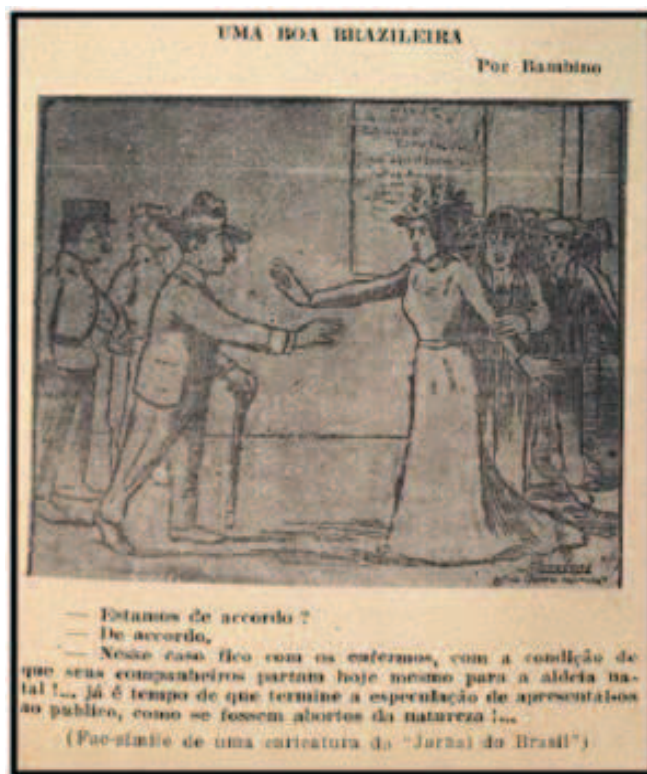 UMA BOA BRAZILEIRA
Por Bambino
— Estamos de accordo ?
— De accordo.
— Nesse caso fico com os enfermos, com a condição de
que seus companheiros partam hoje mesmo para a aldeia na-
tal !... já é tempo de que termine a especulação de apresental-os
ao publico, como se fossem abortos da natureza !...
(Fac-simile de uma caricatura do "Jornal do Brasil")